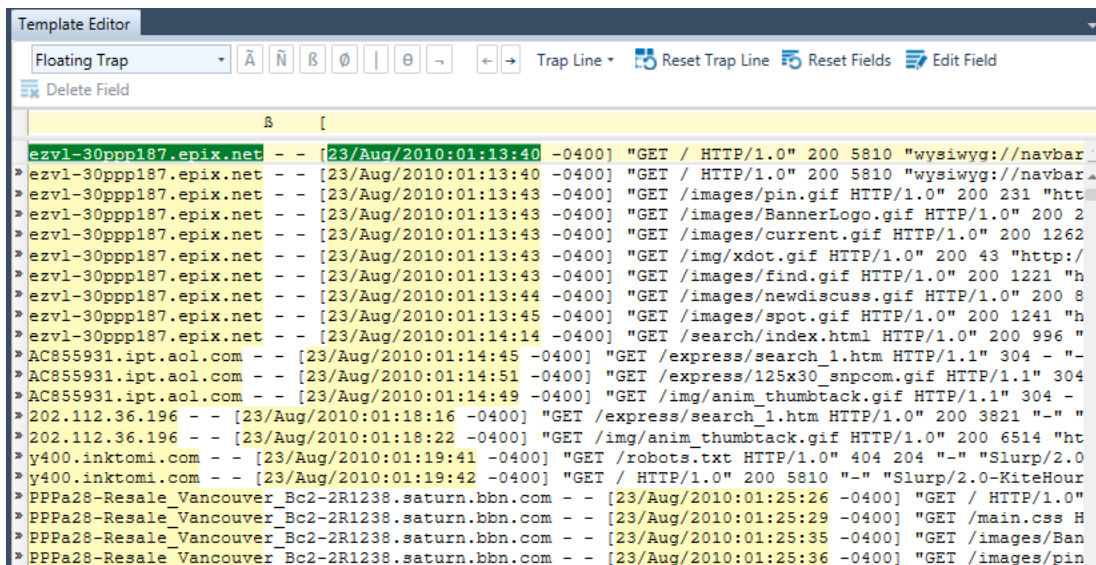 Template Editor
Floating Trap Ã Ñ ß Ø | θ ¬ ← → Trap Line Reset Trap Line Reset Fields Edit Field
Delete Field
ß [
ezvl-30ppp187.epix.net - - [23/Aug/2010:01:13:40 -0400] "GET / HTTP/1.0" 200 5810 "wysiwyg://navbar
» ezvl-30ppp187.epix.net - - [23/Aug/2010:01:13:40 -0400] "GET / HTTP/1.0" 200 5810 "wysiwyg://navbar
» ezvl-30ppp187.epix.net - - [23/Aug/2010:01:13:43 -0400] "GET /images/pin.gif HTTP/1.0" 200 231 "htt
» ezvl-30ppp187.epix.net - - [23/Aug/2010:01:13:43 -0400] "GET /images/BannerLogo.gif HTTP/1.0" 200 2
» ezvl-30ppp187.epix.net - - [23/Aug/2010:01:13:43 -0400] "GET /images/current.gif HTTP/1.0" 200 1262
» ezvl-30ppp187.epix.net - - [23/Aug/2010:01:13:43 -0400] "GET /img/xdot.gif HTTP/1.0" 200 43 "http:/
» ezvl-30ppp187.epix.net - - [23/Aug/2010:01:13:43 -0400] "GET /images/find.gif HTTP/1.0" 200 1221 "h
» ezvl-30ppp187.epix.net - - [23/Aug/2010:01:13:44 -0400] "GET /images/newdiscuss.gif HTTP/1.0" 200 8
» ezvl-30ppp187.epix.net - - [23/Aug/2010:01:13:45 -0400] "GET /images/spot.gif HTTP/1.0" 200 1241 "h
» ezvl-30ppp187.epix.net - - [23/Aug/2010:01:14:14 -0400] "GET /search/index.html HTTP/1.0" 200 996 "
» AC855931.ipt.aol.com - - [23/Aug/2010:01:14:45 -0400] "GET /express/search_1.htm HTTP/1.1" 304 - "-
» AC855931.ipt.aol.com - - [23/Aug/2010:01:14:51 -0400] "GET /express/125x30_snpcom.gif HTTP/1.1" 304
» AC855931.ipt.aol.com - - [23/Aug/2010:01:14:49 -0400] "GET /img/anim_thumbtack.gif HTTP/1.1" 304 -
» 202.112.36.196 - - [23/Aug/2010:01:18:16 -0400] "GET /express/search_1.htm HTTP/1.0" 200 3821 "-" "
» 202.112.36.196 - - [23/Aug/2010:01:18:22 -0400] "GET /img/anim_thumbtack.gif HTTP/1.0" 200 6514 "ht
» y400.inktomi.com - - [23/Aug/2010:01:19:41 -0400] "GET /robots.txt HTTP/1.0" 404 204 "-" "Slurp/2.0
» y400.inktomi.com - - [23/Aug/2010:01:19:42 -0400] "GET / HTTP/1.0" 200 5810 "-" "Slurp/2.0-KiteHour
» PPPa28-Resale_Vancouver_Bc2-2R1238.saturn.bbn.com - - [23/Aug/2010:01:25:26 -0400] "GET / HTTP/1.0"
» PPPa28-Resale_Vancouver_Bc2-2R1238.saturn.bbn.com - - [23/Aug/2010:01:25:29 -0400] "GET /main.css H
» PPPa28-Resale_Vancouver_Bc2-2R1238.saturn.bbn.com - - [23/Aug/2010:01:25:35 -0400] "GET /images/Ban
» PPPa28-Resale_Vancouver_Bc2-2R1238.saturn.bbn.com - - [23/Aug/2010:01:25:36 -0400] "GET /images/pin